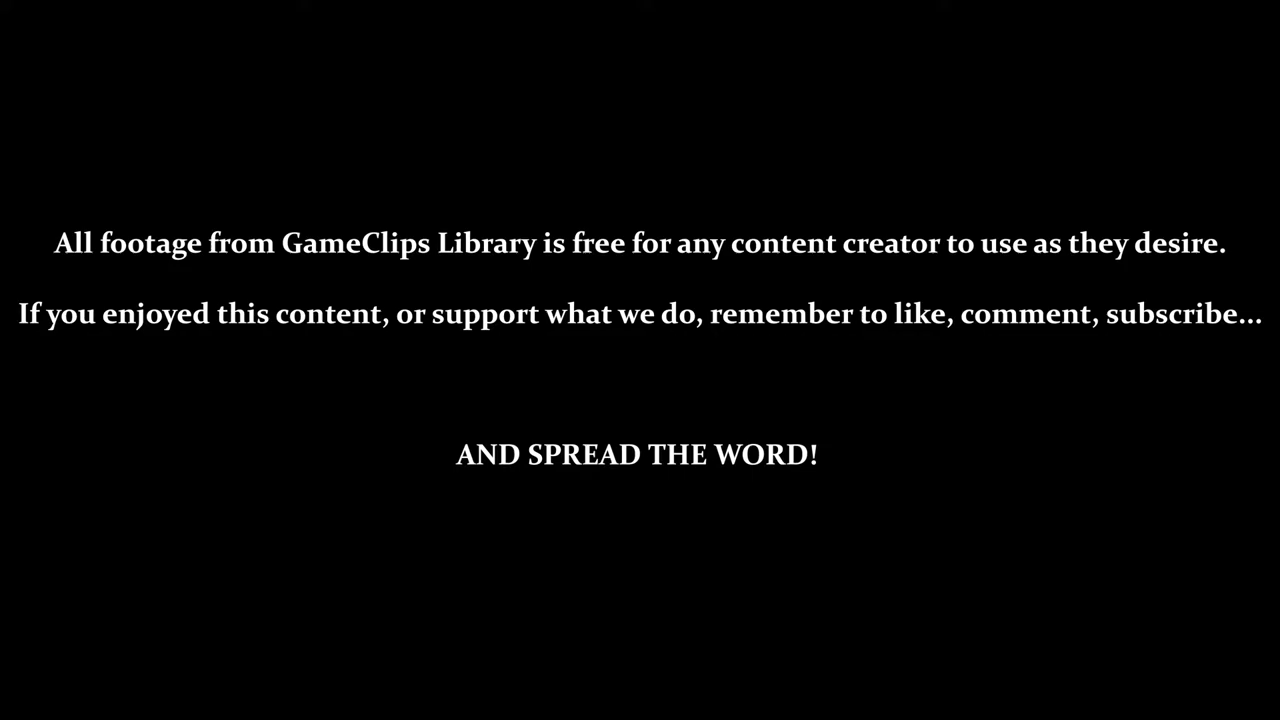 All footage from GameClips Library is free for any content creator to use as they desire.
If you enjoyed this content, or support what we do, remember to like, comment, subscribe...
AND SPREAD THE WORD!